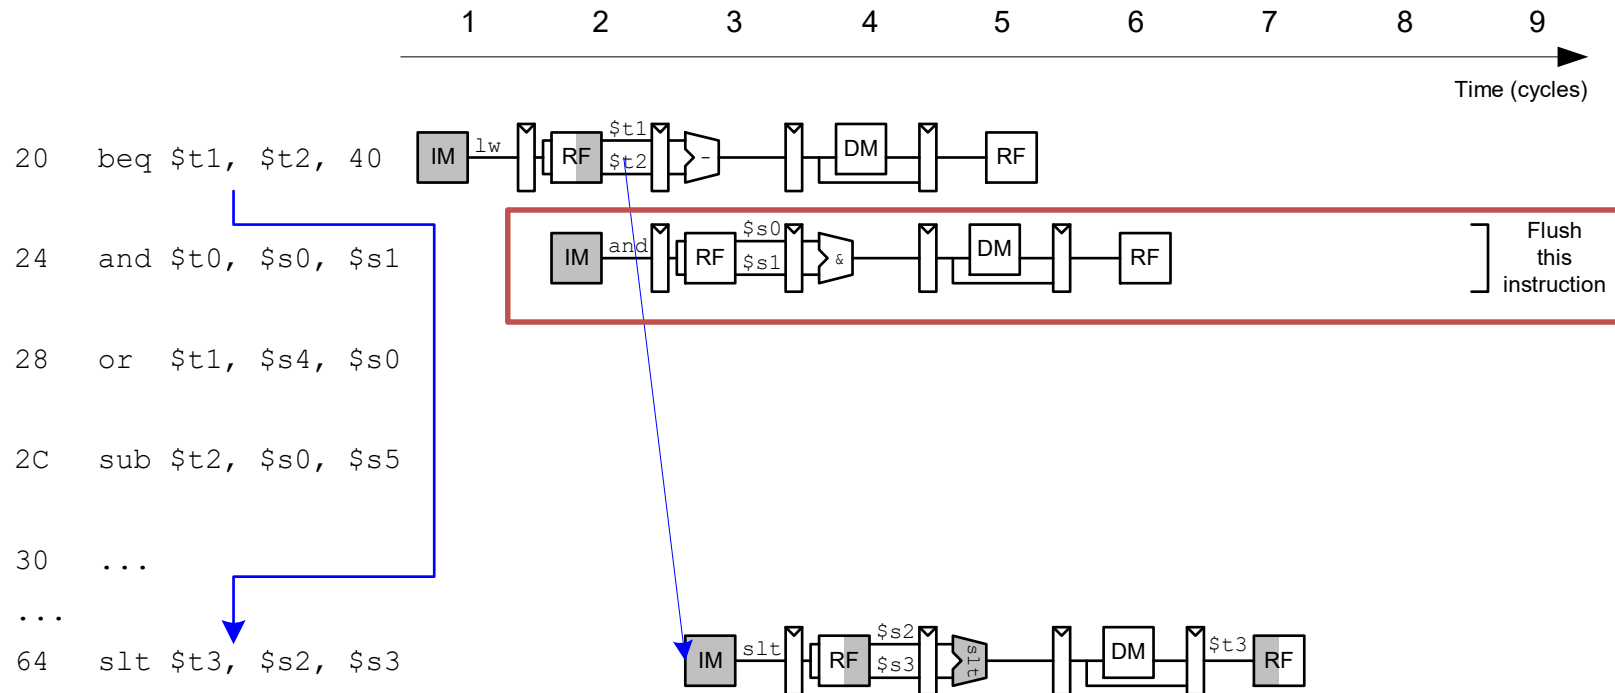 1 2 3 4 5 6 7 8 9
Time (cycles)
20 beq $t1, $t2, 40 IM lw RF $t1 $t2 - DM RF
24 and $t0, $s0, $s1 IM and RF $s0 $s1 & DM RF
Flush
this
instruction
28 or $t1, $s4, $s0
2C sub $t2, $s0, $s5
30 ...
...
64 slt $t3, $s2, $s3 IM slt RF $s2 $s3 slt DM $t3 RF